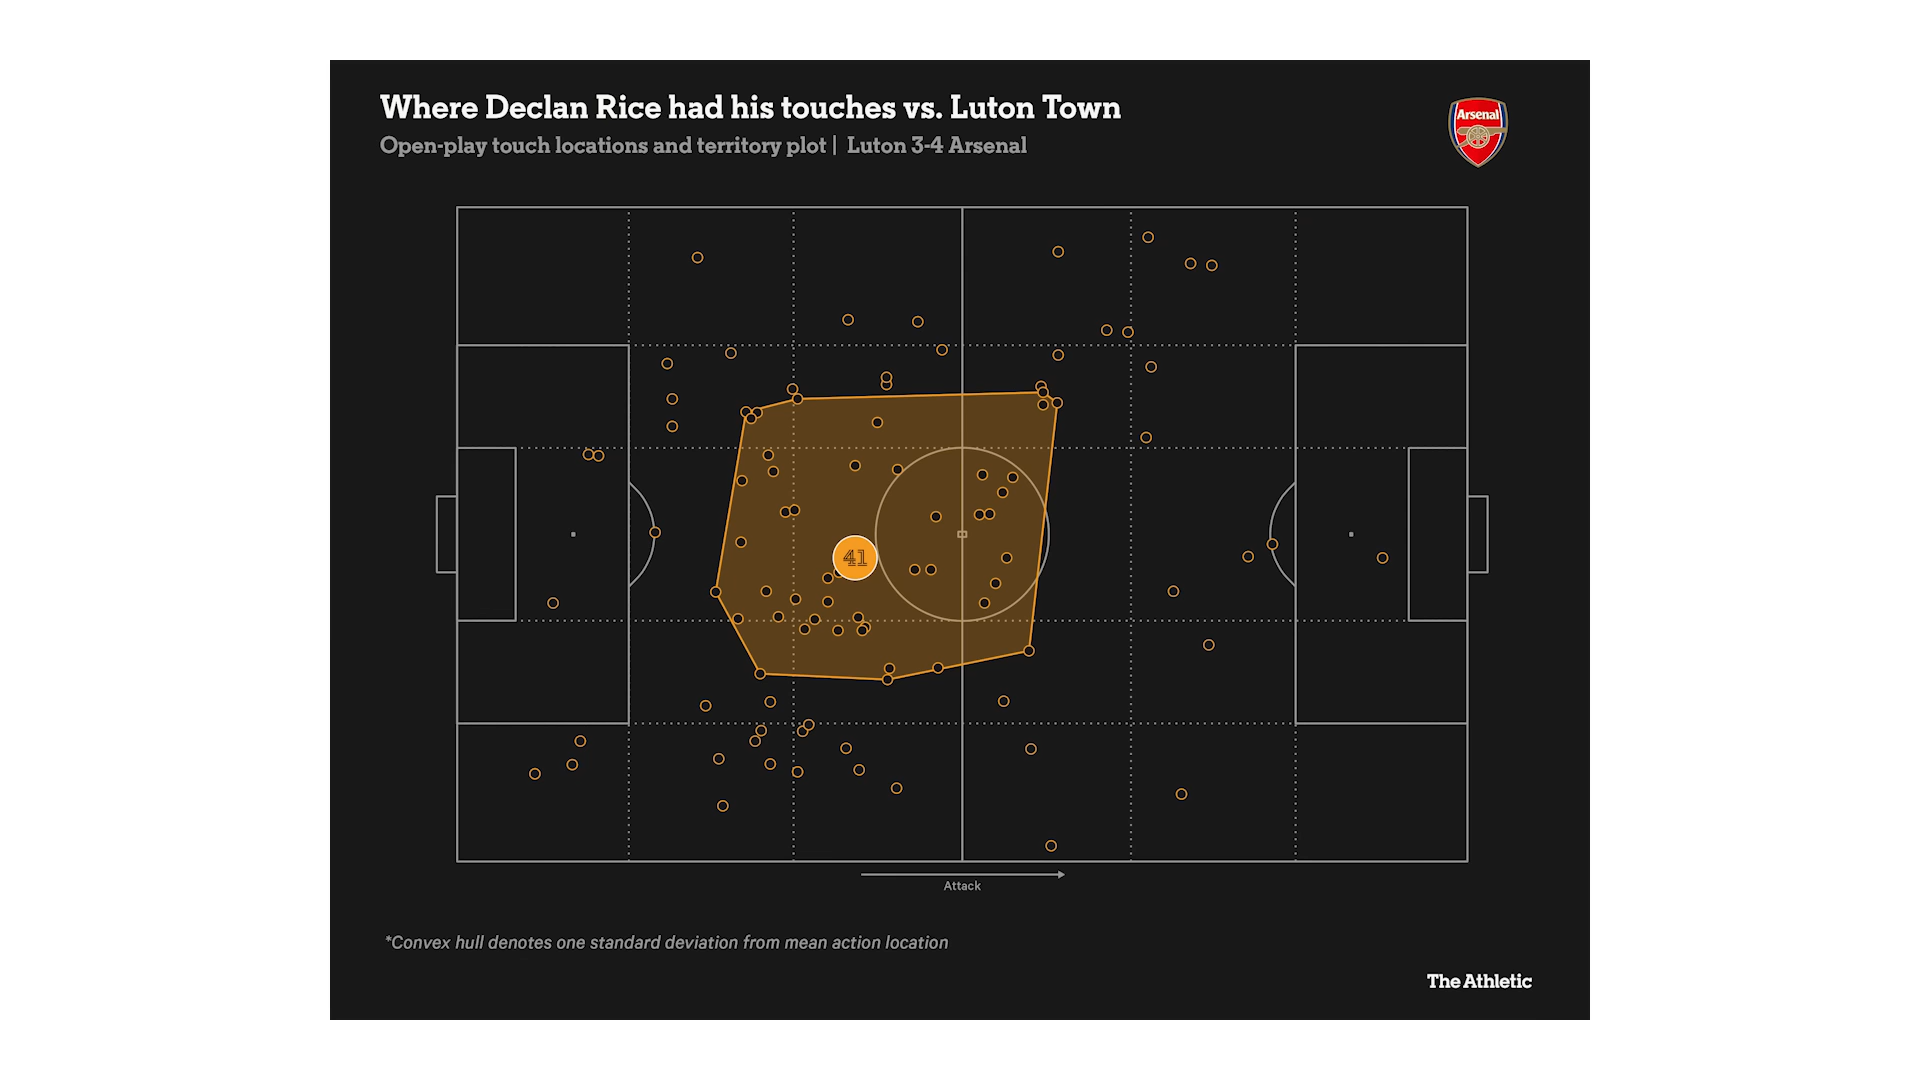 Where Declan Rice had his touches vs. Luton Town
Open-play touch locations and territory plot | Luton 3-4 Arsenal
Arsenal
41
Attack
*Convex hull denotes one standard deviation from mean action location
The Athletic